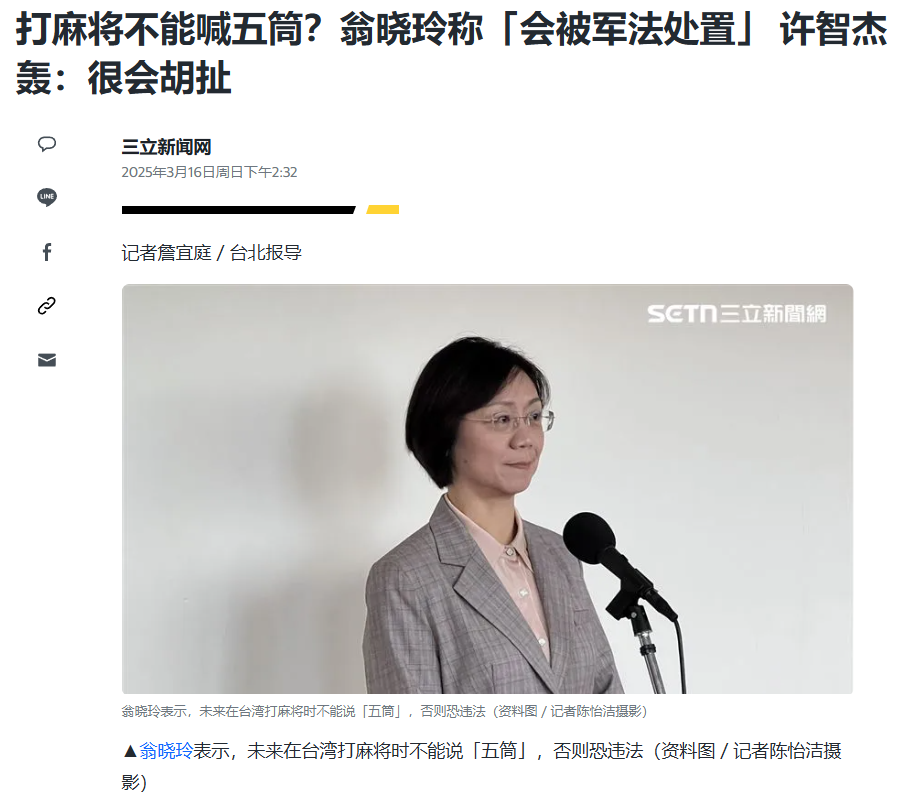 打麻将不能喊五筒？翁晓玲称「会被军法处置」 许智杰
轰：很会胡扯
三立新闻网
2025年3月16日周日下午2:32
LINE
记者詹宜庭 / 台北报导
SETN三立新聞網
翁晓玲表示，未来在台湾打麻将时不能说「五筒」，否则恐违法（资料图 / 记者陈怡洁摄影）
▲翁晓玲表示，未来在台湾打麻将时不能说「五筒」，否则恐违法（资料图 / 记者陈怡洁摄
影）